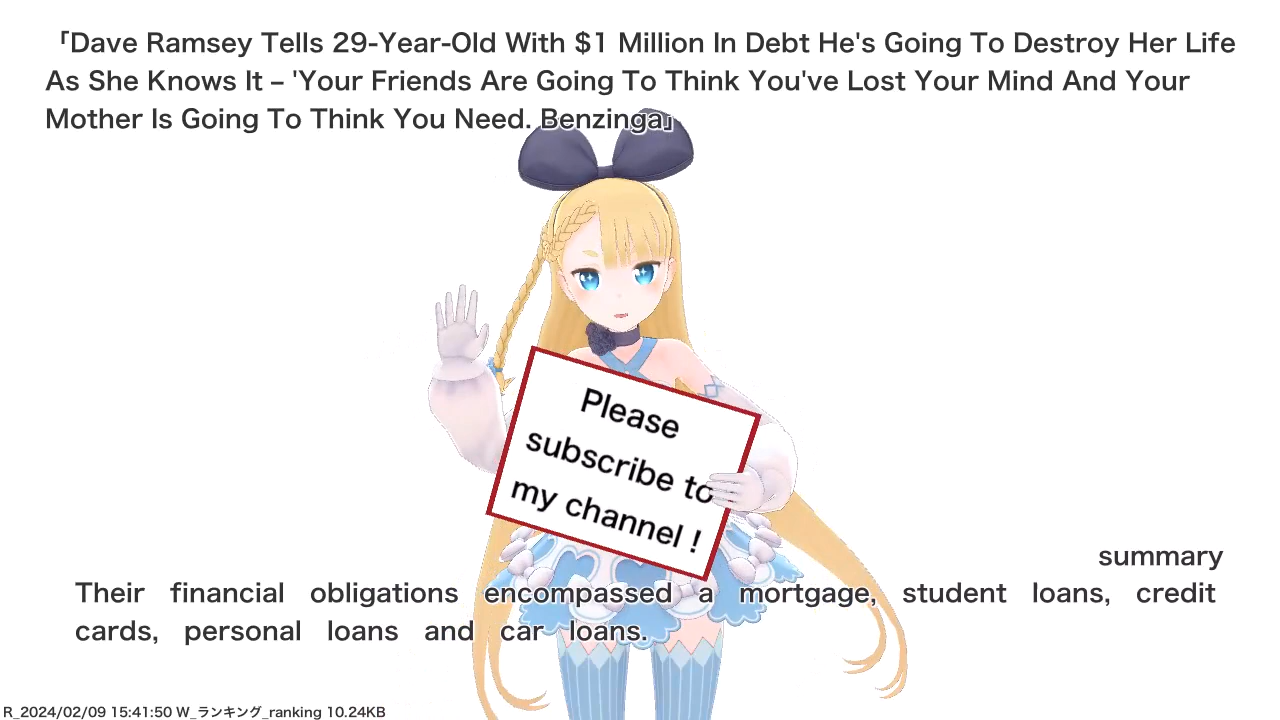 「Dave Ramsey Tells 29-Year-Old With $1 Million In Debt He's Going To Destroy Her Life
As She Knows It – 'Your Friends Are Going To Think You've Lost Your Mind And Your
Mother Is Going To Think You Need. Benzinga」
Please
subscribe to
my channel !
summary
Their financial obligations encompassed a mortgage, student loans, credit
cards, personal loans and car loans.
R_2024/02/09 15:41:50 W_ランキング_ranking 10.24KB